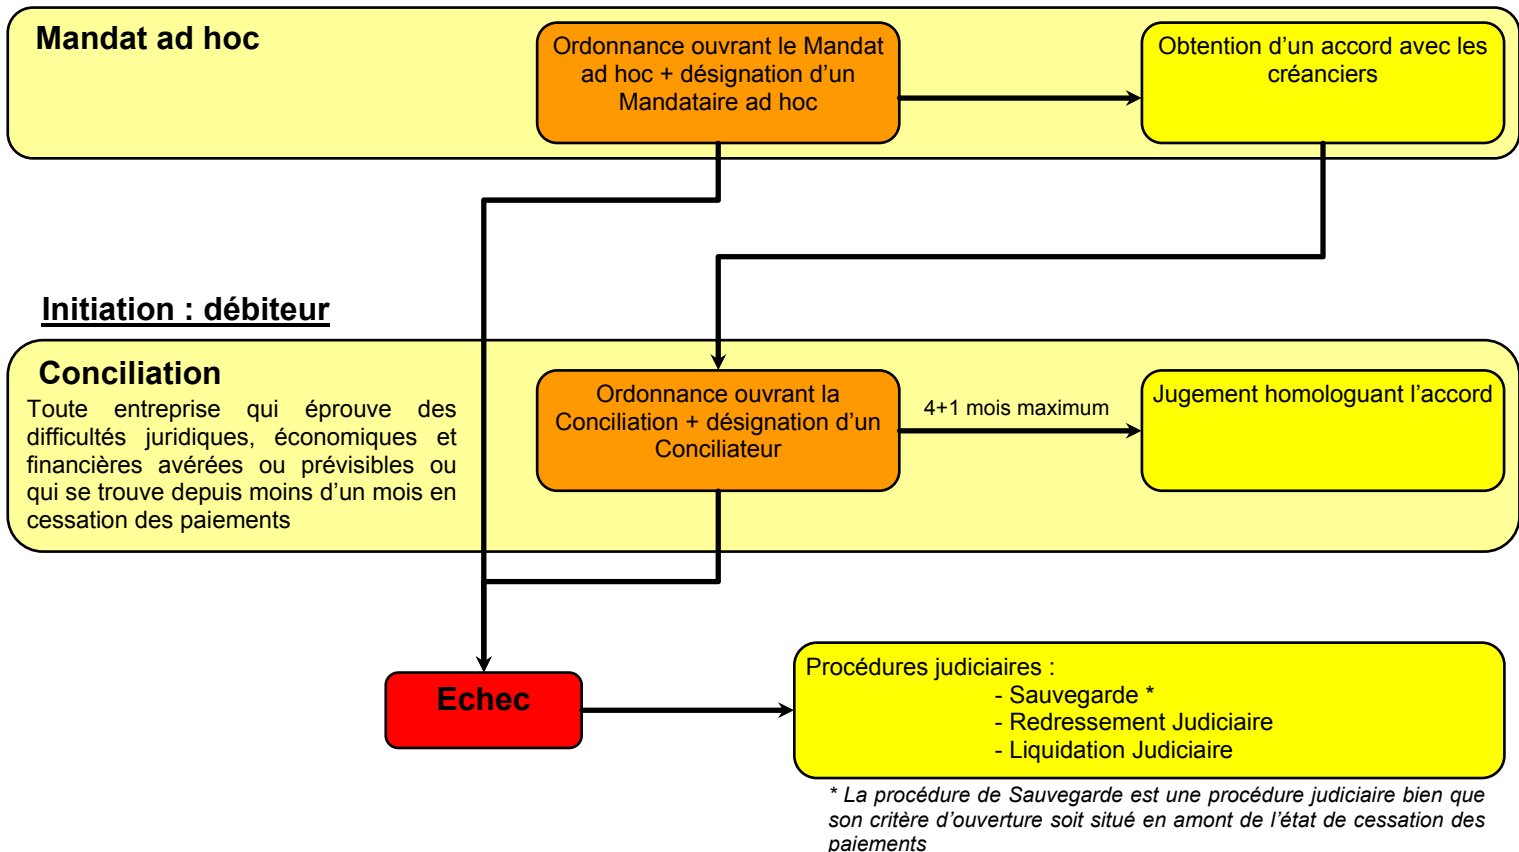 Mandat ad hoc
Ordonnance ouvrant le Mandat
ad hoc + désignation d’un
Mandataire ad hoc
Obtention d’un accord avec les
créanciers
Initiation : débiteur
Conciliation
Toute entreprise qui éprouve des
difficultés juridiques, économiques et
financières avérées ou prévisibles ou
qui se trouve depuis moins d’un mois en
cessation des paiements
Ordonnance ouvrant la
Conciliation + désignation d’un
Conciliateur
4+1 mois maximum
Jugement homologuant l’accord
Echec
Procédures judiciaires :
- Sauvegarde *
- Redressement Judiciaire
- Liquidation Judiciaire
* La procédure de Sauvegarde est une procédure judiciaire bien que
son critère d’ouverture soit situé en amont de l’état de cessation des
paiements